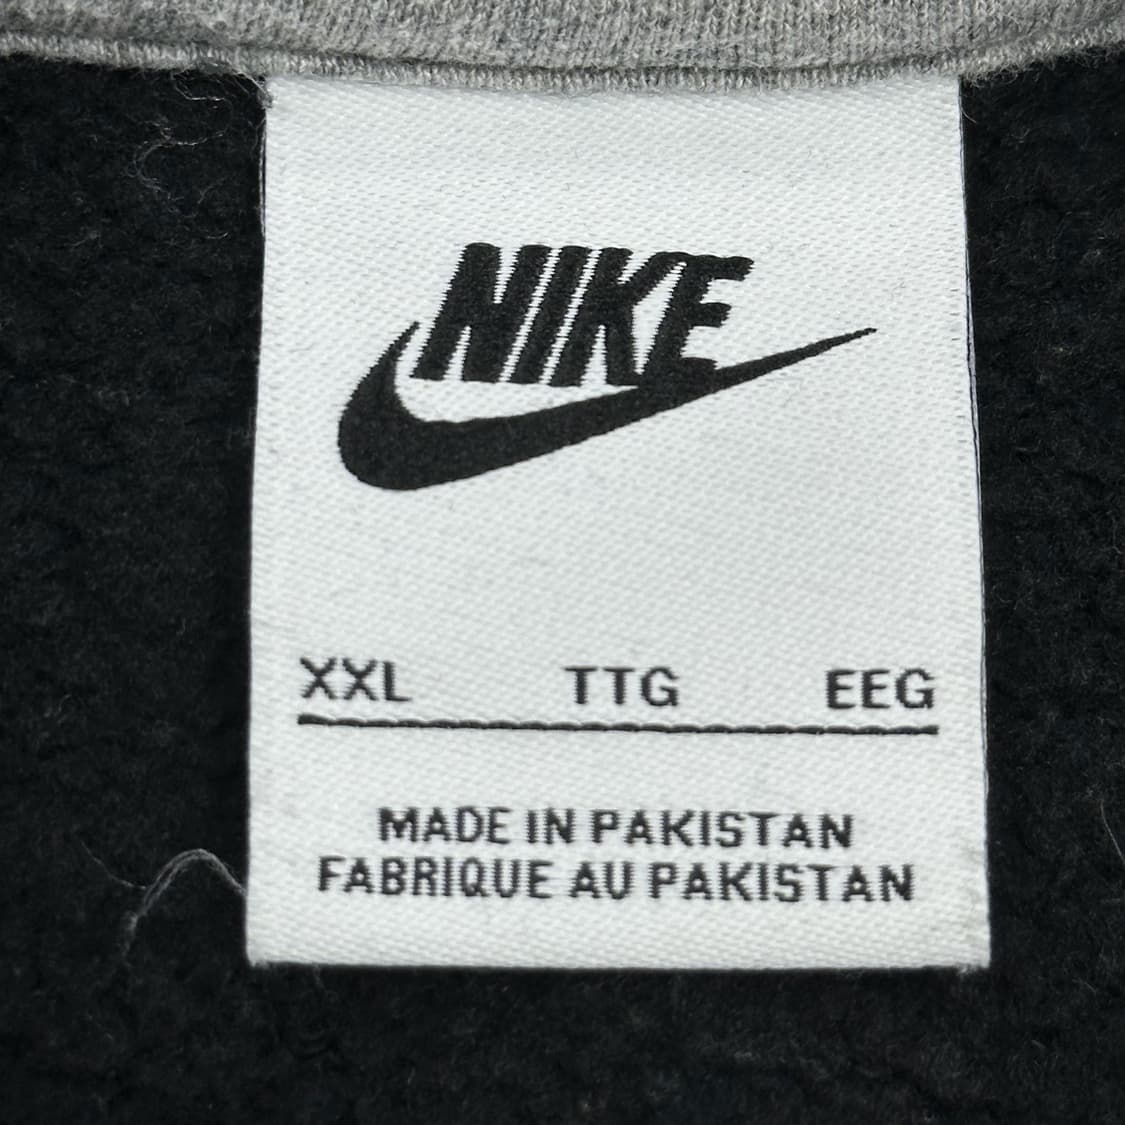 NIKE
XXL TTG EEG
MADE IN PAKISTAN
FABRIQUE AU PAKISTAN